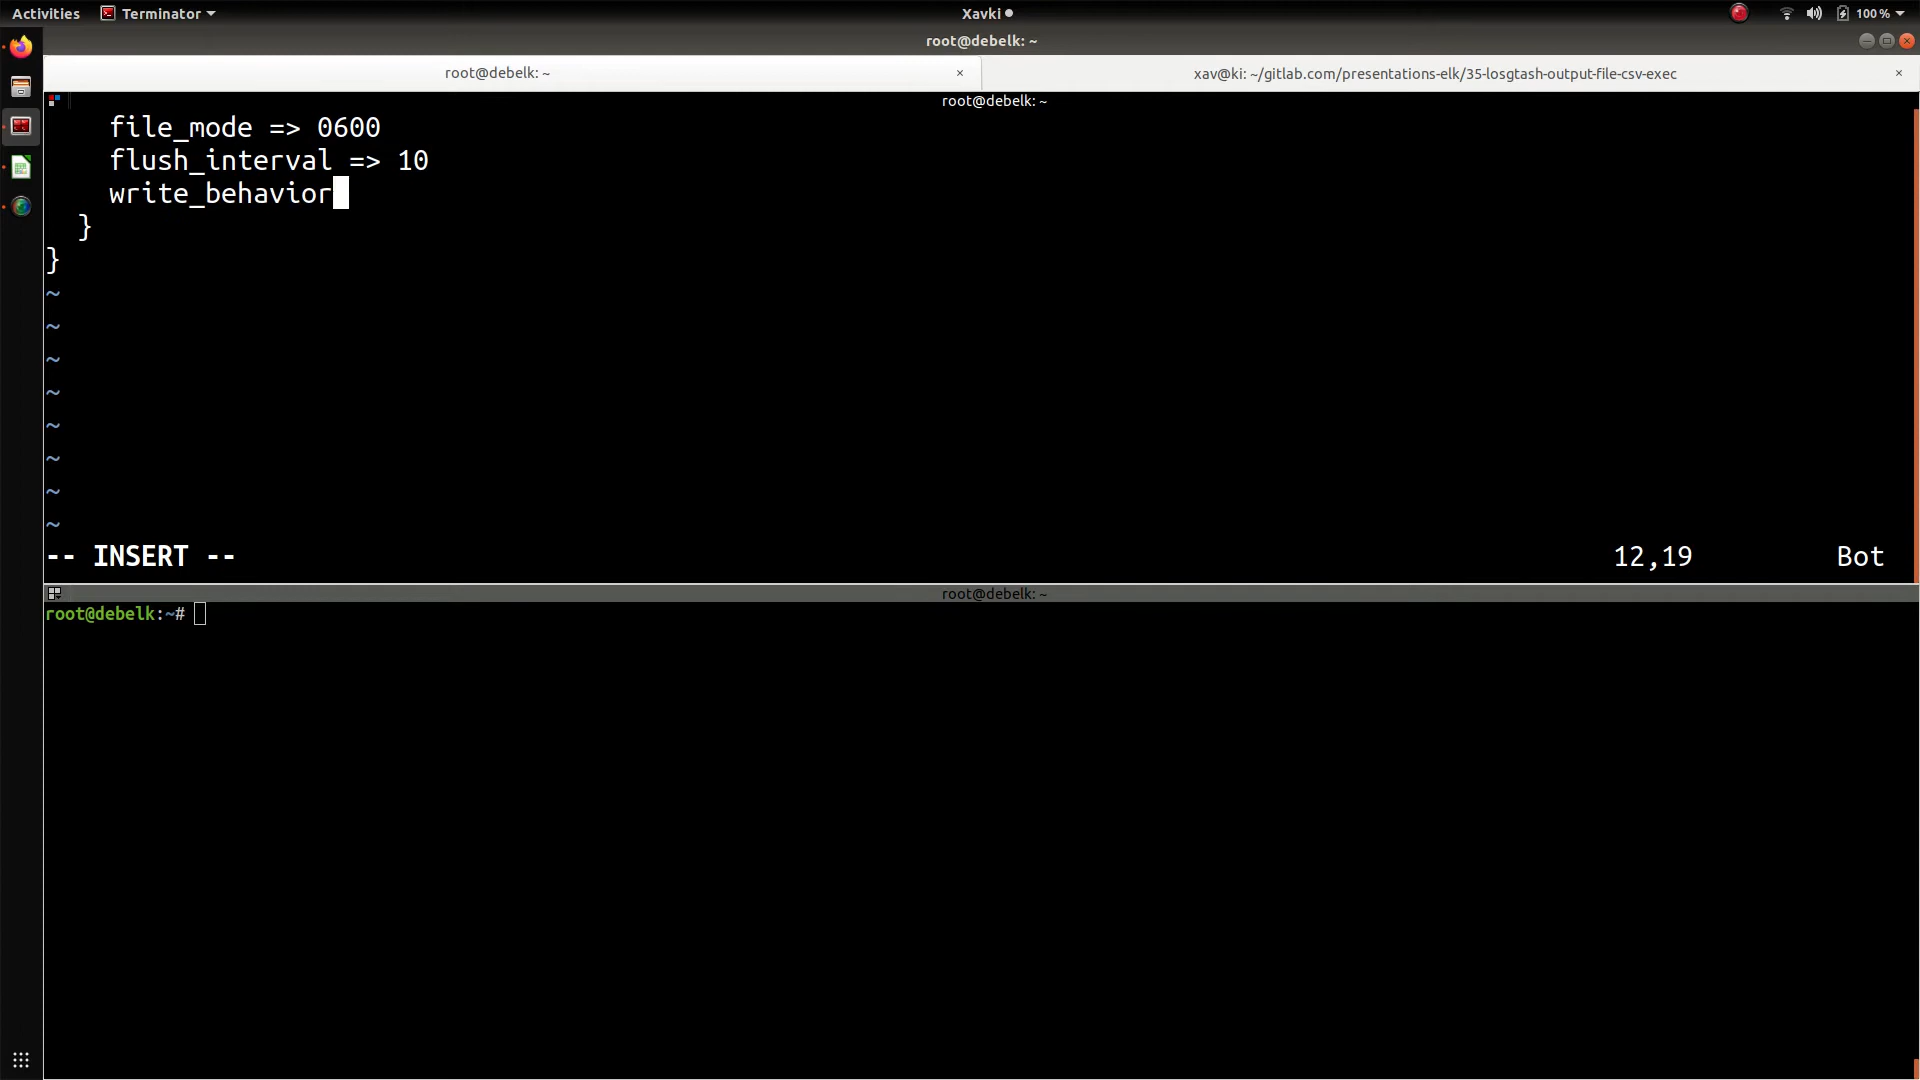 Activities
Terminator
Xavki
100 %
root@debelk: ~
root@debelk: ~
xav@ki: ~/gitlab.com/presentations-elk/35-losgtash-output-file-csv-exec
root@debelk: ~
file_mode => 0600
flush_interval => 10
write_behavior
}
}
~
~
~
~
~
~
~
~
-- INSERT --
12,19
Bot
root@debelk: ~
root@debelk:~#